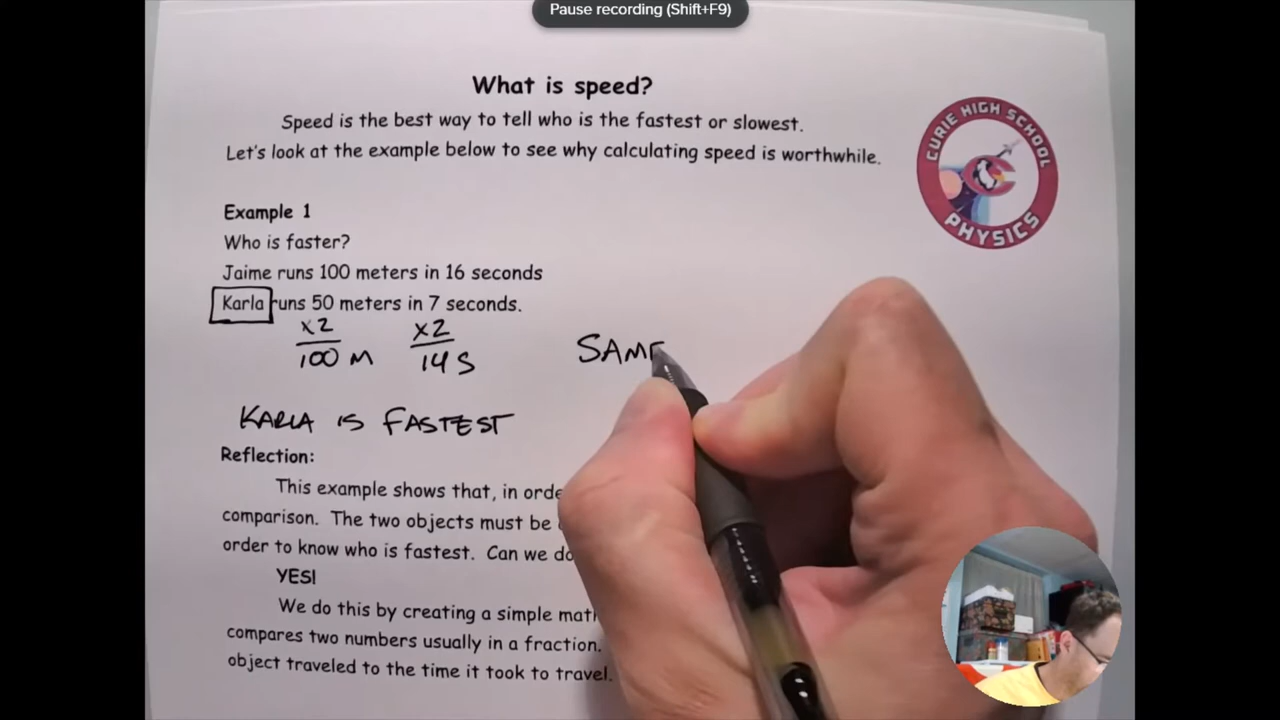 Pause recording (Shift+F9)
What is speed?
Speed is the best way to tell who is the fastest or slowest.
Let's look at the example below to see why calculating speed is worthwhile.
CURIE HIGH SCHOOL
PHYSICS
Example 1
Who is faster?
Jaime runs 100 meters in 16 seconds
Karla runs 50 meters in 7 seconds.
x2 x2
100 M 14 S
SAME
KARLA IS FASTEST
Reflection:
This example shows that, in
comparison. The two objects must be
order to know who is fastest. Can we do
YES!
We do this by creating a simple
compares two numbers usually in a fraction.
object traveled to the time it took to travel.